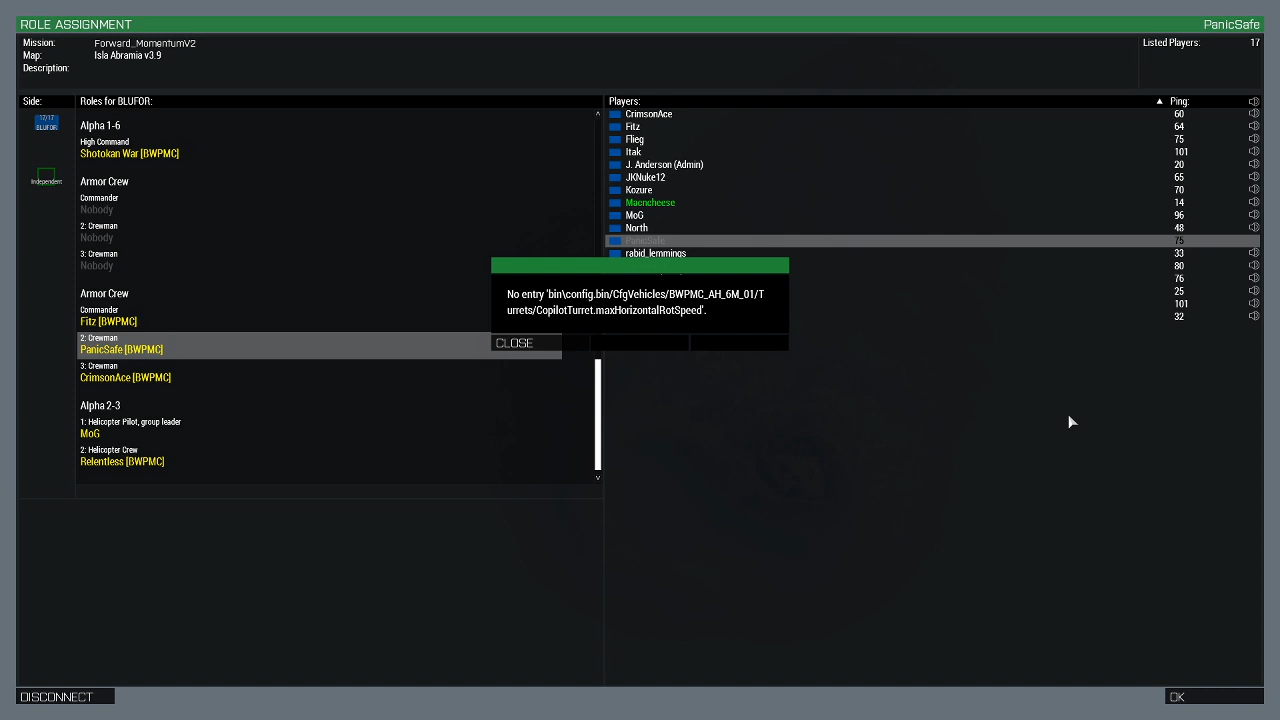 ROLE ASSIGNMENT
PanicSafe
Mission: Forward_MomentumV2
Map: Isla Abramia v3.9
Description:
Listed Players: 17
Side:
17/17
BLUFOR
Independent
Roles for BLUFOR:
Alpha 1-6
High Command
Shotokan War [BWPMC]
Armor Crew
Commander
Nobody
2: Crewman
Nobody
3: Crewman
Nobody
Armor Crew
Commander
Fitz [BWPMC]
2: Crewman
PanicSafe [BWPMC]
3: Crewman
CrimsonAce [BWPMC]
Alpha 2-3
1: Helicopter Pilot, group leader
MoG
2: Helicopter Crew
Relentless [BWPMC]
Players: Ping:
CrimsonAce 60
Fitz 64
Flieg 75
Itak 101
J. Anderson (Admin) 20
JKNuke12 65
Kozure 70
Macncheese 14
MoG 96
North 48
PanicSafe 75
rabid_lemmings 33
80
76
25
101
32
No entry 'bin\config.bin/CfgVehicles/BWPMC_AH_6M_01/T
urrets/CopilotTurret.maxHorizontalRotSpeed'.
CLOSE
DISCONNECT
OK